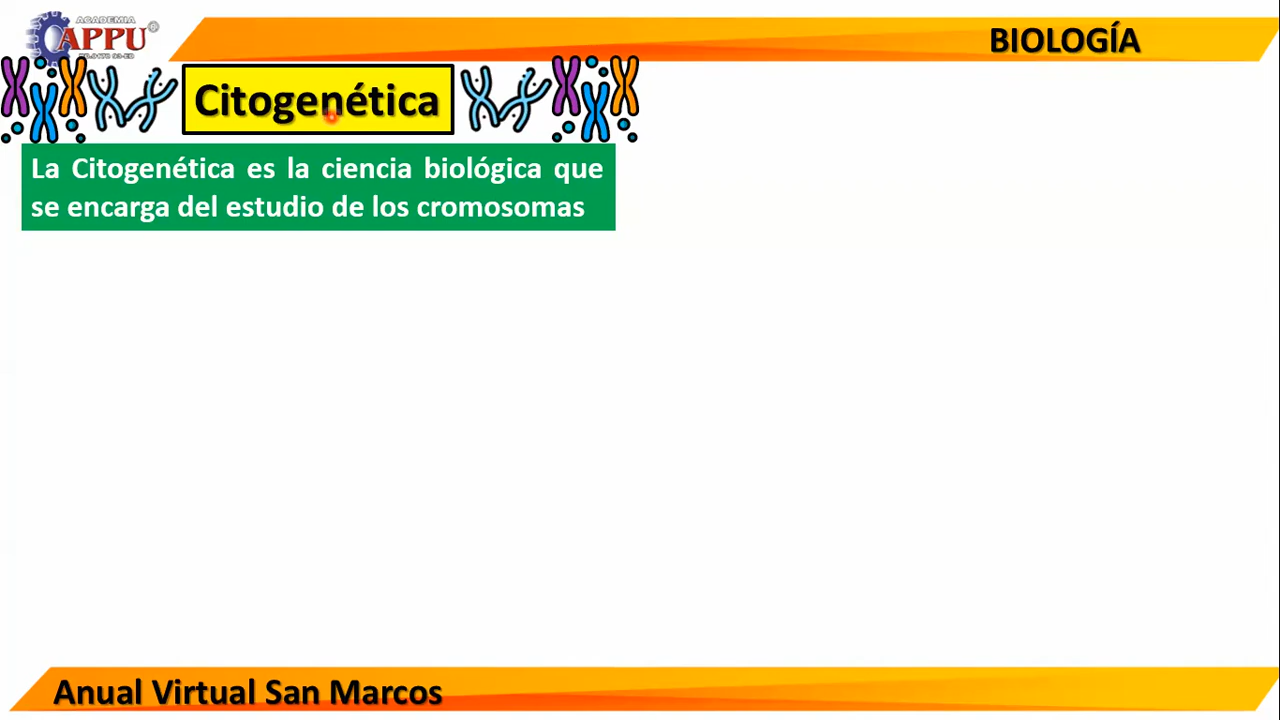 ACADEMIA
APPU
BIOLOGÍA
Citogenética
La Citogenética es la ciencia biológica que
se encarga del estudio de los cromosomas
Anual Virtual San Marcos